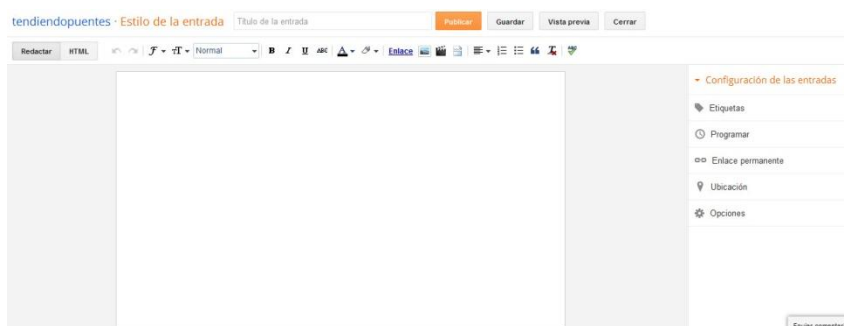 tendiendopuentes · Estilo de la entrada Título de la entrada Publicar Guardar Vista previa Cerrar
Redactar HTML Normal B I U ABC A Enlace
Configuración de las entradas
Etiquetas
Programar
Enlace permanente
Ubicación
Opciones